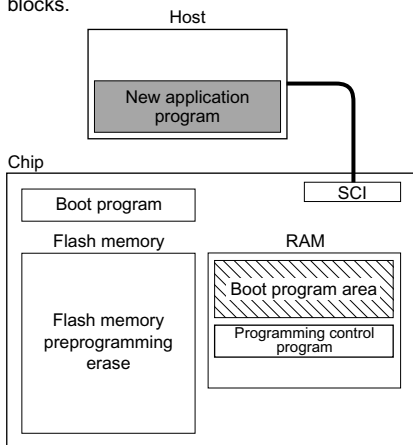 blocks.
Host
New application
program
Chip
SCI
Boot program
Flash memory
RAM
Flash memory
preprogramming
erase
Boot program area
Programming control
program